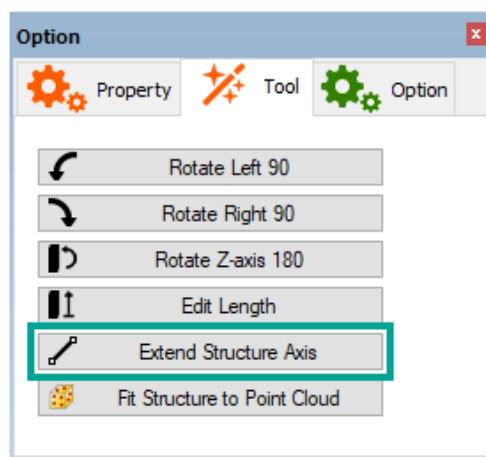 Option
Property
Tool
Option
Rotate Left 90
Rotate Right 90
Rotate Z-axis 180
Edit Length
Extend Structure Axis
Fit Structure to Point Cloud